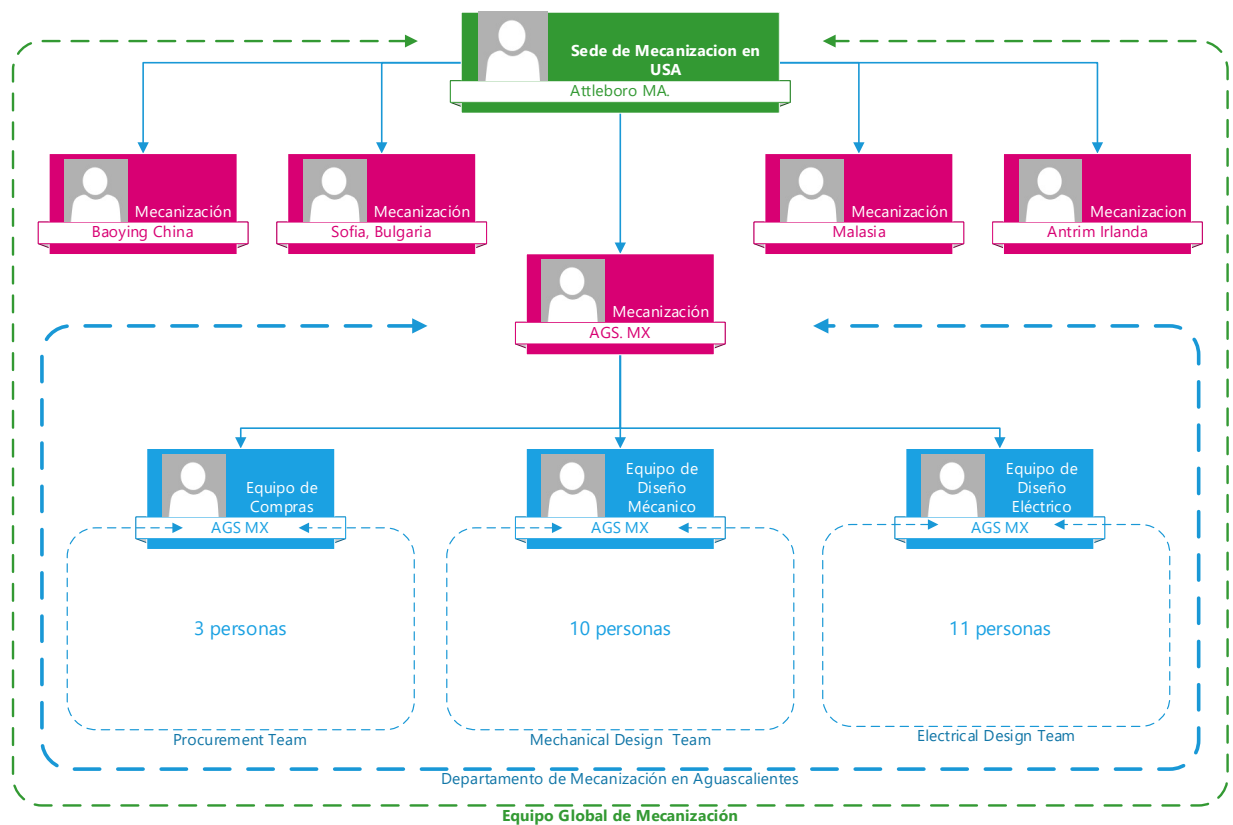 Sede de Mecanizacion en
USA
Attleboro MA.
Mecanización
Baoying China
Mecanización
Sofia, Bulgaria
Mecanización
Malasia
Mecanizacion
Antrim Irlanda
Mecanización
AGS. MX
Equipo de
Compras
AGS MX
Equipo de
Diseño
Mécanico
AGS MX
Equipo de
Diseño
Eléctrico
AGS MX
3 personas
10 personas
11 personas
Procurement Team
Mechanical Design  Team
Electrical Design Team
Departamento de Mecanización en Aguascalientes
Equipo Global de Mecanización